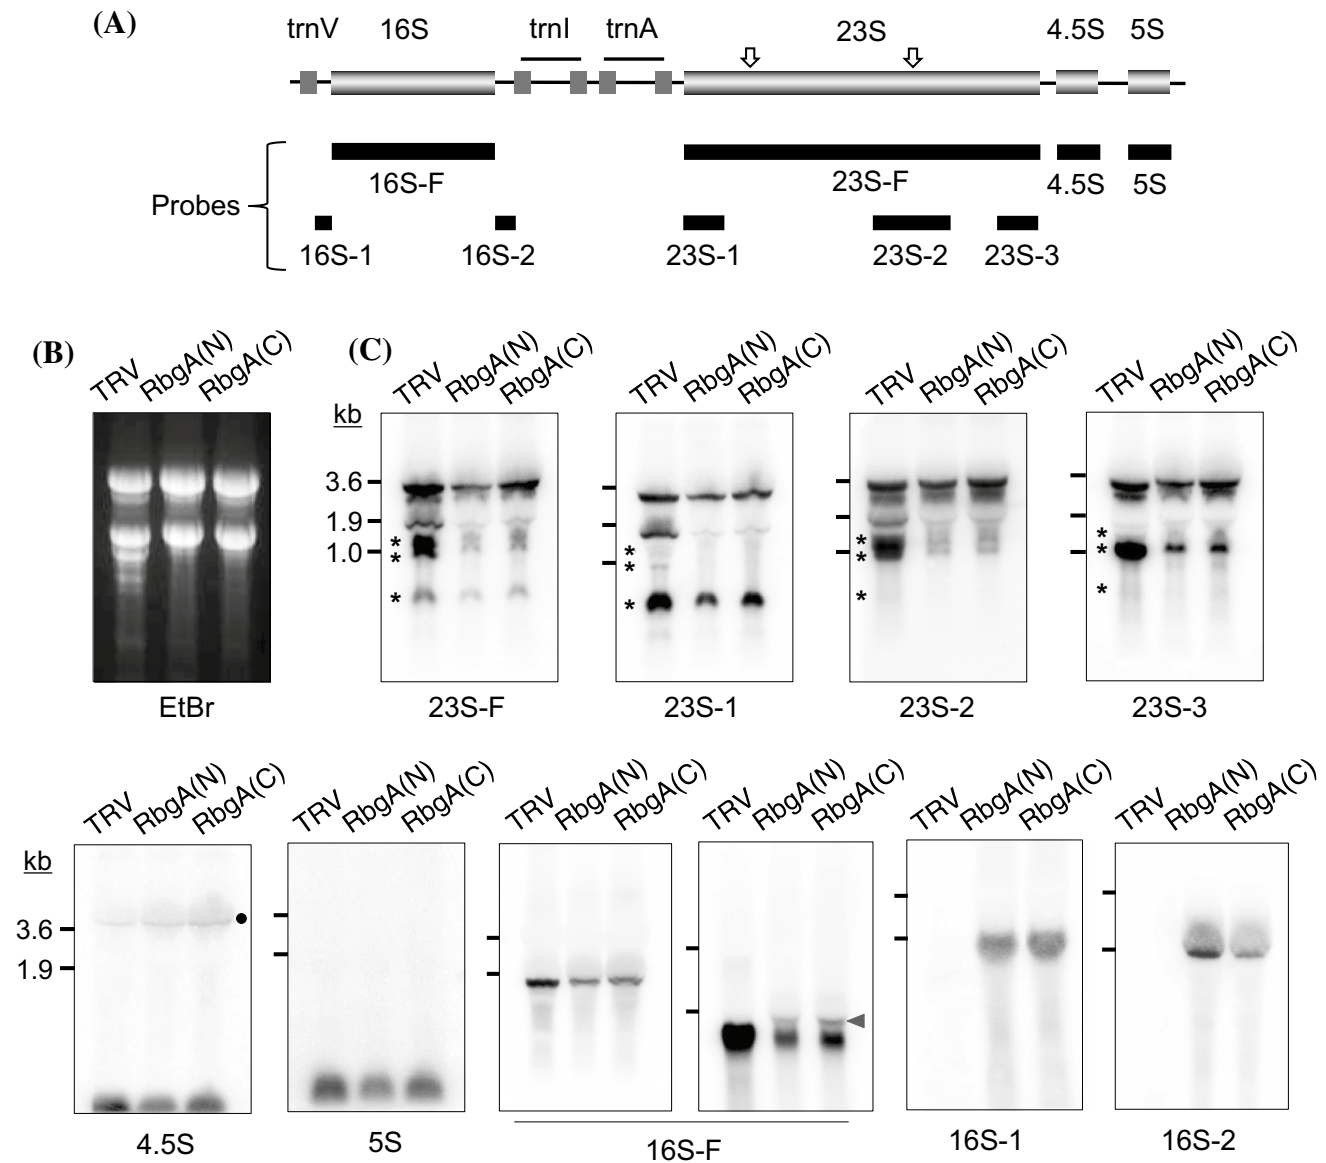 (A)
trnV 16S trnI trnA 23S 4.5S 5S
Probes
16S-F 23S-F 4.5S 5S
16S-1 16S-2 23S-1 23S-2 23S-3
(B)
TRV RbgA(N) RbgA(C)
EtBr
(C)
kb
3.6
1.9
1.0
TRV RbgA(N) RbgA(C)
*
*
*
23S-F
TRV RbgA(N) RbgA(C)
*
*
*
23S-1
TRV RbgA(N) RbgA(C)
*
*
*
23S-2
TRV RbgA(N) RbgA(C)
*
*
*
23S-3
kb
3.6
1.9
TRV RbgA(N) RbgA(C)
4.5S
TRV RbgA(N) RbgA(C)
5S
TRV RbgA(N) RbgA(C)
TRV RbgA(N) RbgA(C)
16S-F
TRV RbgA(N) RbgA(C)
16S-1
TRV RbgA(N) RbgA(C)
16S-2